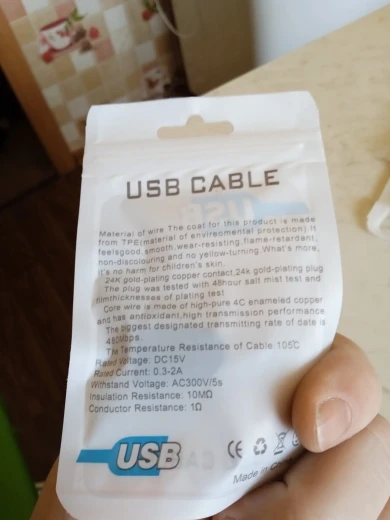 USB CABLE
Material of wire The coat for this product is made
from TPE(material of enviremental protection).It
feelsgood,smooth,wear-resisting,flame-retardant,
non-discolouring and no yellow-turning.What's more,
it's no harm for children's skin.
24K gold-plating copper contact,24k gold-plating plug
The plug was tested with 48hour salt mist test and
filmthicknesses of plating test
Core wire is made of high-pure 4C enameled copper
and has antioxidant,high transmission performance
The biggest designated transmitting rate of date is
480Mbps.
The Temperature Resistance of Cable 105℃
Rated Voltage: DC15V
Rated Current: 0.3-2A
Withstand Voltage: AC300V/5s
Insulation Resistance: 10MΩ
Conductor Resistance: 1Ω
USB CE
Made in